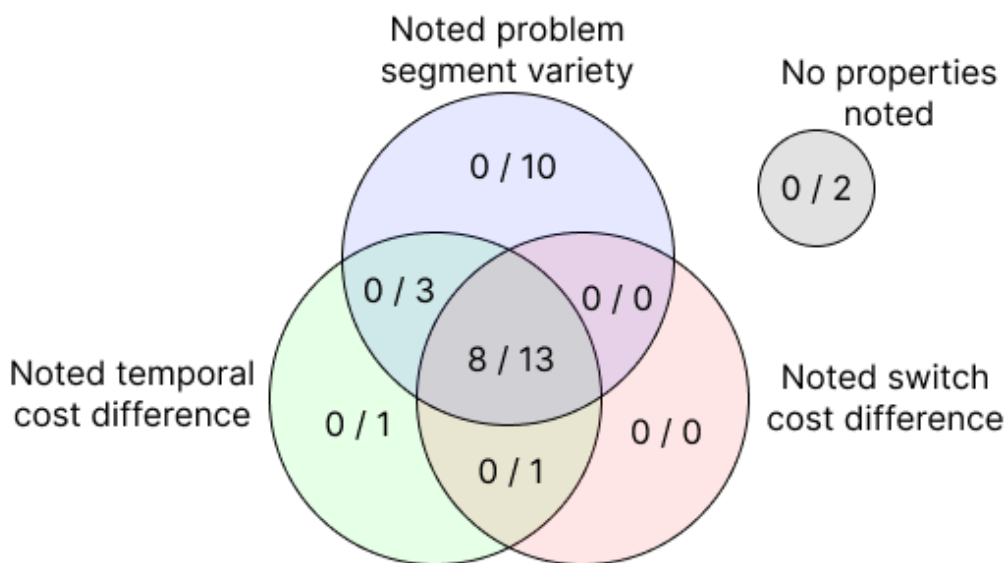 Noted problem
segment variety
No properties
noted
0 / 10
0 / 2
0 / 3
0 / 0
8 / 13
Noted temporal
cost difference
Noted switch
cost difference
0 / 1
0 / 0
0 / 1